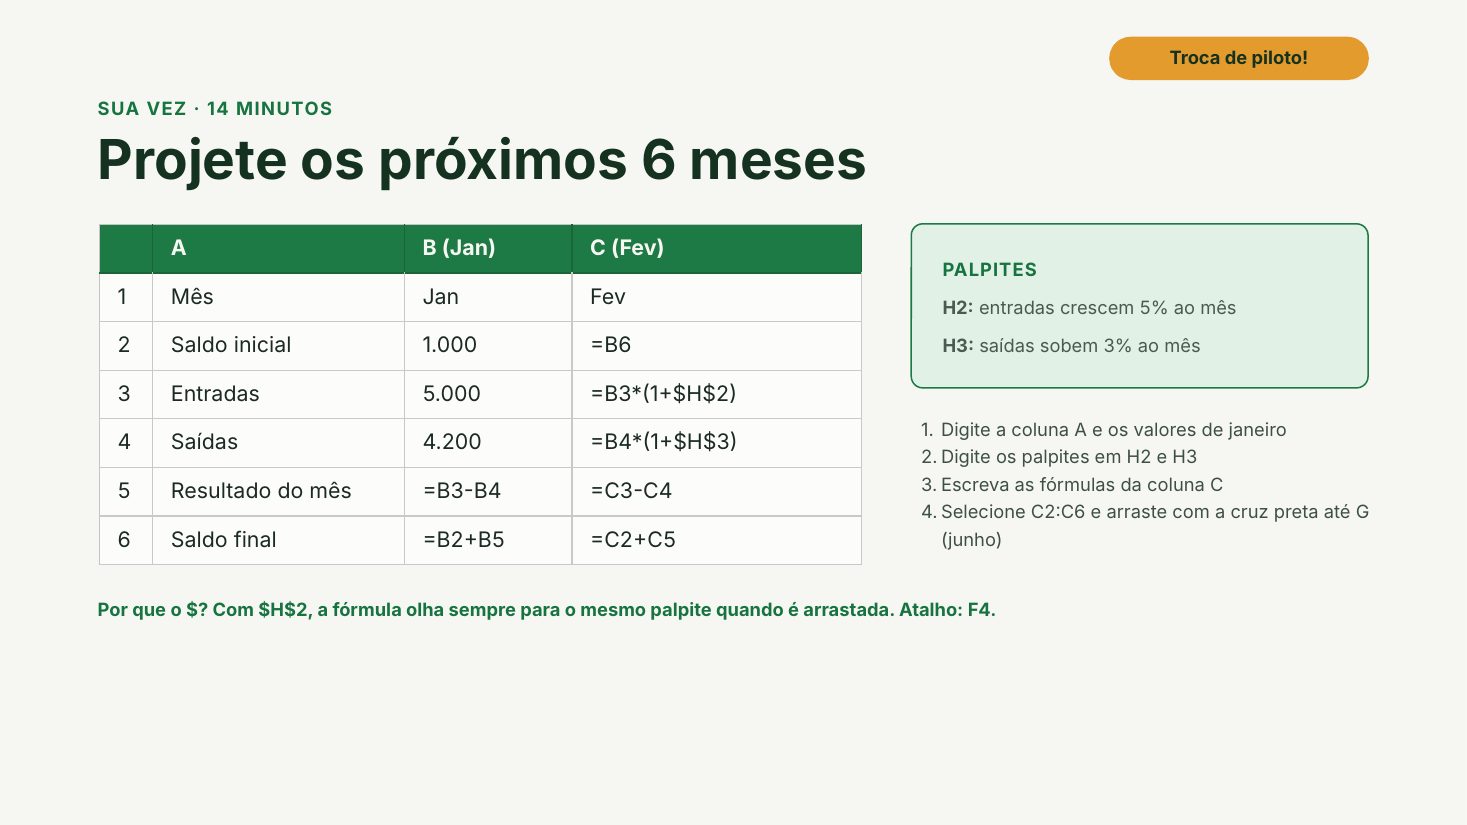 Troca de piloto!
SUA VEZ · 14 MINUTOS
Projete os próximos 6 meses
A B (Jan) C (Fev)
1 Mês Jan Fev
2 Saldo inicial 1.000 =B6
3 Entradas 5.000 =B3*(1+$H$2)
4 Saídas 4.200 =B4*(1+$H$3)
5 Resultado do mês =B3-B4 =C3-C4
6 Saldo final =B2+B5 =C2+C5
PALPITES
H2: entradas crescem 5% ao mês
H3: saídas sobem 3% ao mês
1. Digite a coluna A e os valores de janeiro
2. Digite os palpites em H2 e H3
3. Escreva as fórmulas da coluna C
4. Selecione C2:C6 e arraste com a cruz preta até G
(junho)
Por que o $? Com $H$2, a fórmula olha sempre para o mesmo palpite quando é arrastada. Atalho: F4.